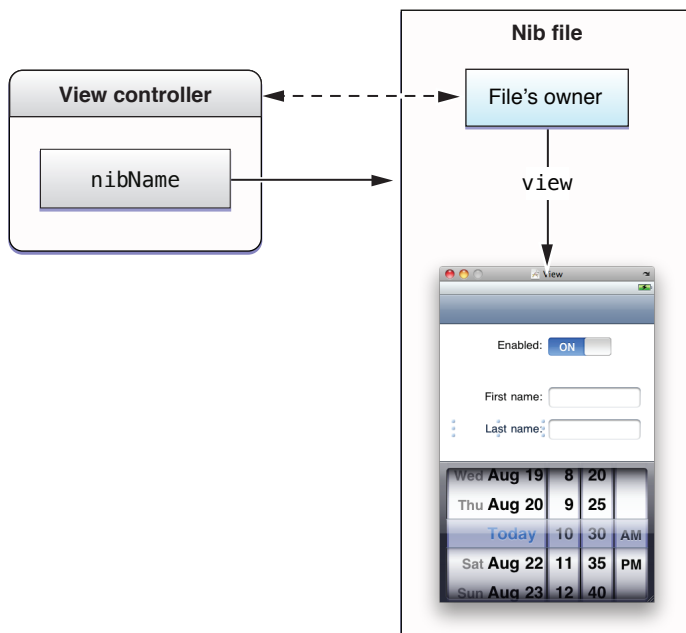 Nib file
View controller
File's owner
nibName
view
View
Enabled: ON
First name:
Last name:
Wed Aug 19 8 20
Thu Aug 20 9 25
Today 10 30 AM
Sat Aug 22 11 35 PM
Sun Aug 23 12 40